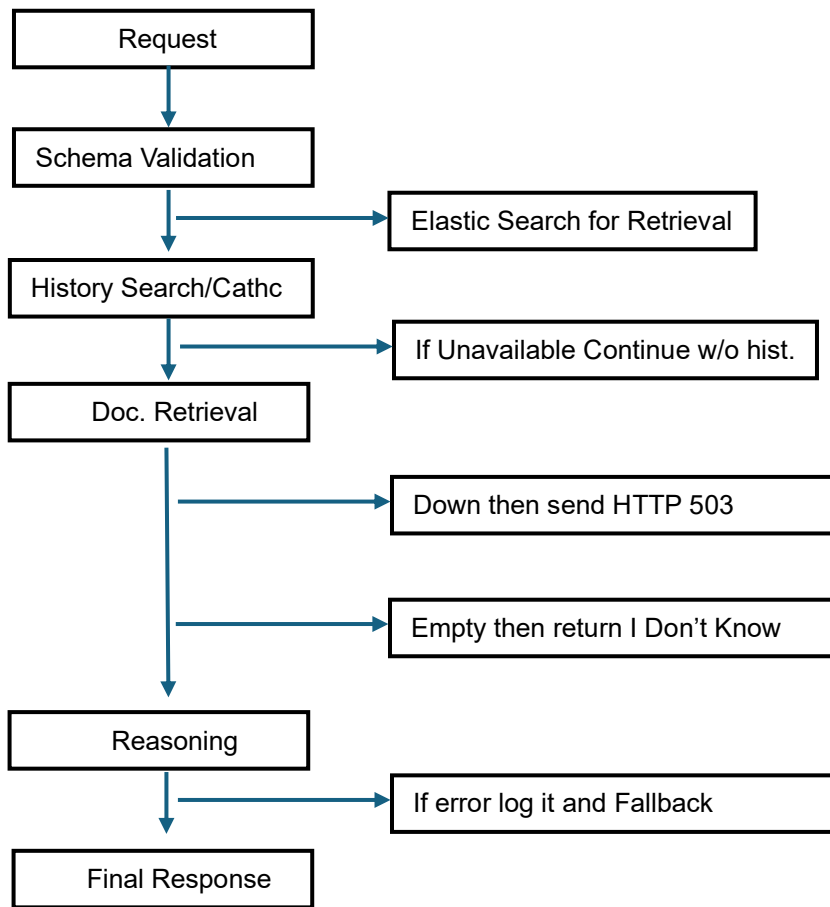 Request
Schema Validation
Elastic Search for Retrieval
History Search/Cathc
If Unavailable Continue w/o hist.
Doc. Retrieval
Down then send HTTP 503
Empty then return I Don’t Know
Reasoning
If error log it and Fallback
Final Response